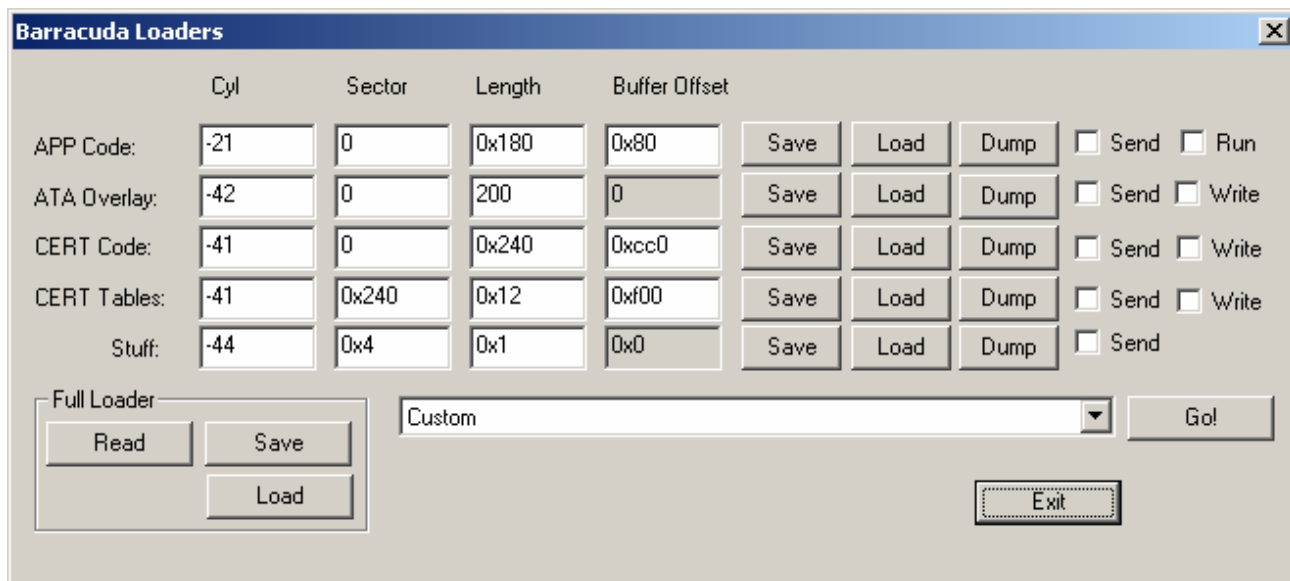 Barracuda Loaders
Cyl Sector Length Buffer Offset
APP Code: -21 0 0x180 0x80 Save Load Dump Send Run
ATA Overlay: -42 0 200 0 Save Load Dump Send Write
CERT Code: -41 0 0x240 0xcc0 Save Load Dump Send Write
CERT Tables: -41 0x240 0x12 0xf00 Save Load Dump Send Write
Stuff: -44 0x4 0x1 0x0 Save Load Dump Send
Full Loader
Custom Go!
Read Save
Load
Exit